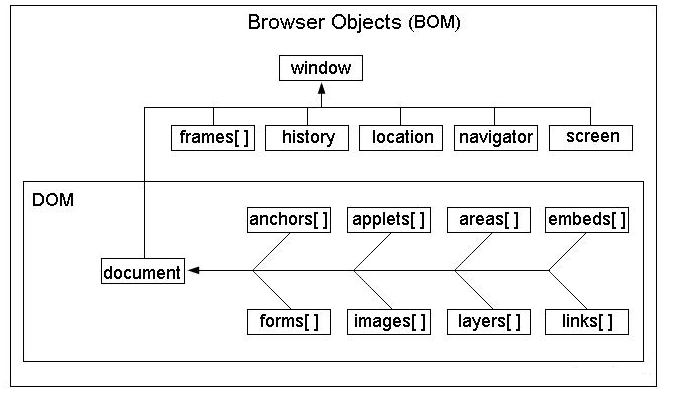 Browser Objects (BOM)
window
frames[ ] history location navigator screen
DOM
anchors[ ] applets[ ] areas[ ] embeds[ ]
document
forms[ ] images[ ] layers[ ] links[ ]